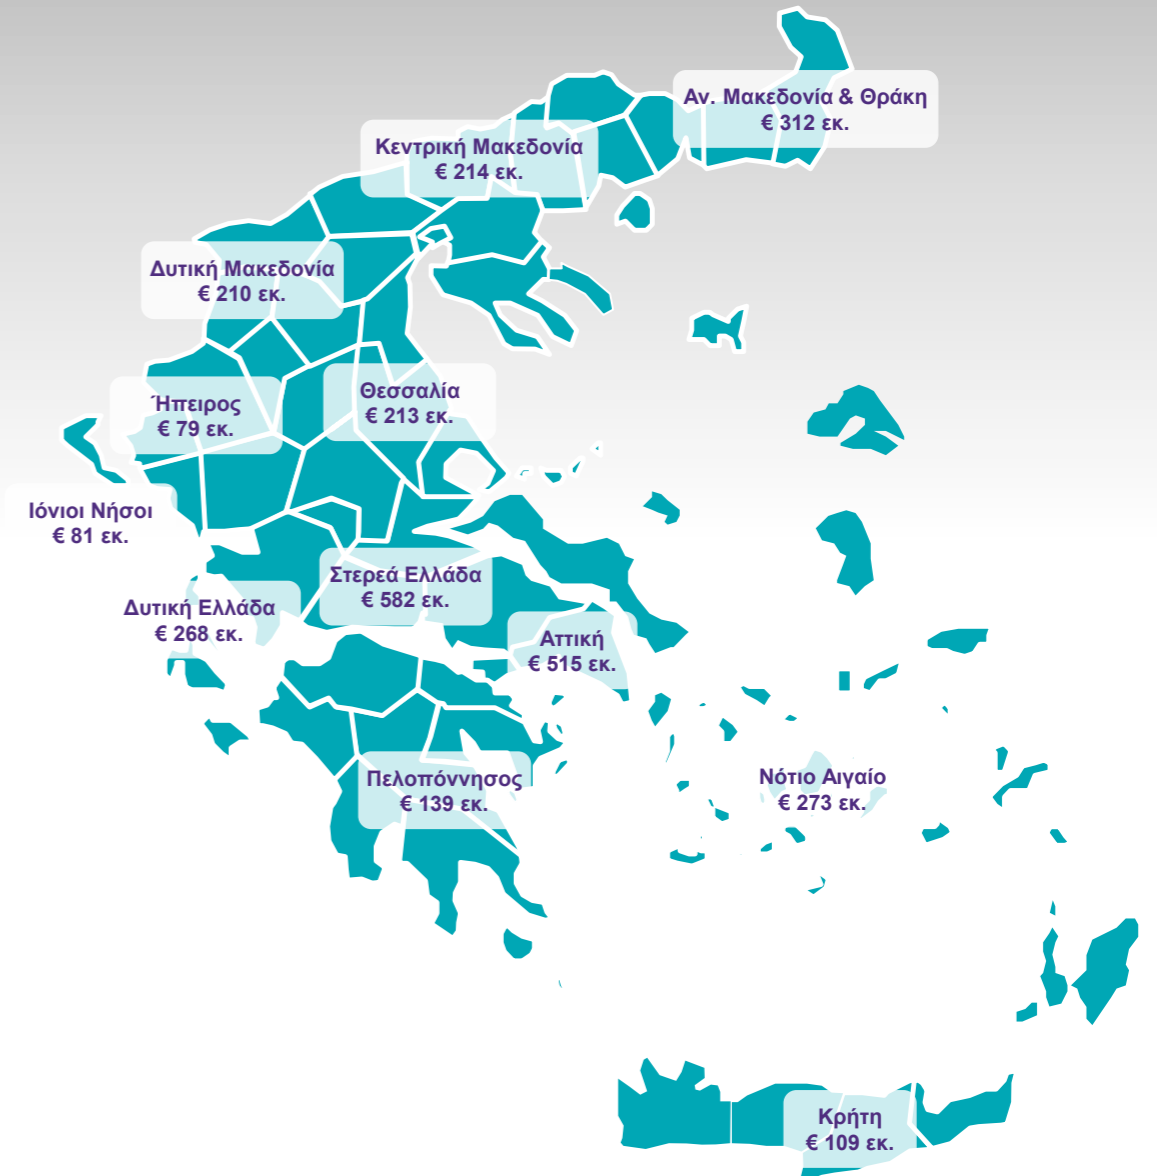 Αν. Μακεδονία & Θράκη
€ 312 εκ.
Κεντρική Μακεδονία
€ 214 εκ.
Δυτική Μακεδονία
€ 210 εκ.
Ήπειρος
€ 79 εκ.
Θεσσαλία
€ 213 εκ.
Ιόνιοι Νήσοι
€ 81 εκ.
Στερεά Ελλάδα
€ 582 εκ.
Δυτική Ελλάδα
€ 268 εκ.
Αττική
€ 515 εκ.
Πελοπόννησος
€ 139 εκ.
Νότιο Αιγαίο
€ 273 εκ.
Κρήτη
€ 109 εκ.